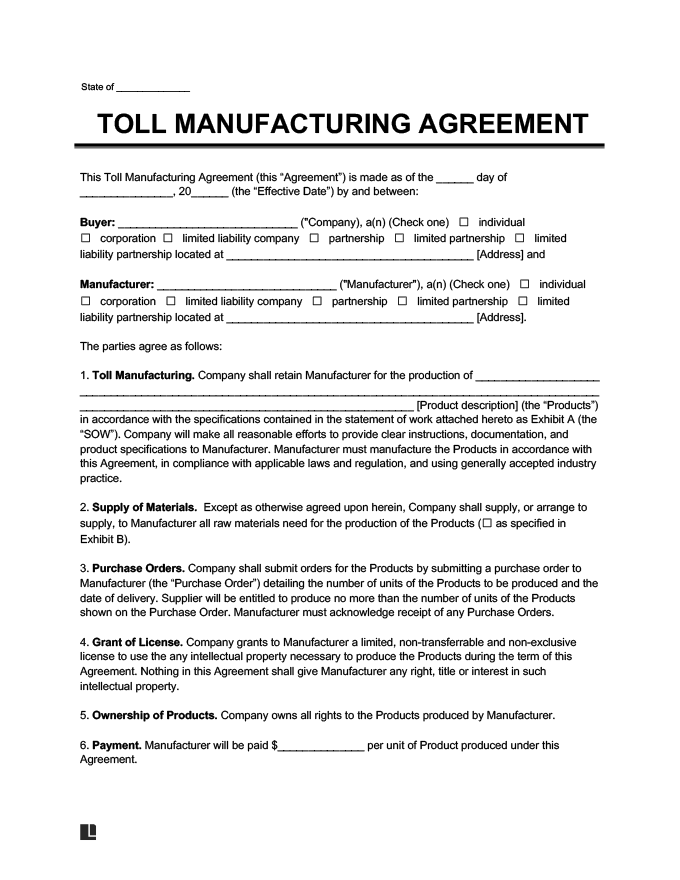 State of ______________
TOLL MANUFACTURING AGREEMENT
This Toll Manufacturing Agreement (this “Agreement”) is made as of the ______ day of
_______________, 20______ (the “Effective Date”) by and between:
Buyer: _____________________________ ("Company), a(n) (Check one) ☐ individual
☐ corporation ☐ limited liability company ☐ partnership ☐ limited partnership ☐ limited
liability partnership located at ________________________________________ [Address] and
Manufacturer: _____________________________ ("Manufacturer"), a(n) (Check one) ☐ individual
☐ corporation ☐ limited liability company ☐ partnership ☐ limited partnership ☐ limited
liability partnership located at ________________________________________ [Address].
The parties agree as follows:
1. Toll Manufacturing. Company shall retain Manufacturer for the production of ____________________
____________________________________________________________________________________
______________________________________________________ [Product description] (the “Products”)
in accordance with the specifications contained in the statement of work attached hereto as Exhibit A (the
“SOW”). Company will make all reasonable efforts to provide clear instructions, documentation, and
product specifications to Manufacturer. Manufacturer must manufacture the Products in accordance with
this Agreement, in compliance with applicable laws and regulation, and using generally accepted industry
practice.
2. Supply of Materials. Except as otherwise agreed upon herein, Company shall supply, or arrange to
supply, to Manufacturer all raw materials need for the production of the Products (☐ as specified in
Exhibit B).
3. Purchase Orders. Company shall submit orders for the Products by submitting a purchase order to
Manufacturer (the “Purchase Order”) detailing the number of units of the Products to be produced and the
date of delivery. Supplier will be entitled to produce no more than the number of units of the Products
shown on the Purchase Order. Manufacturer must acknowledge receipt of any Purchase Orders.
4. Grant of License. Company grants to Manufacturer a limited, non-transferrable and non-exclusive
license to use the any intellectual property necessary to produce the Products during the term of this
Agreement. Nothing in this Agreement shall give Manufacturer any right, title or interest in such
intellectual property.
5. Ownership of Products. Company owns all rights to the Products produced by Manufacturer.
6. Payment. Manufacturer will be paid $______________ per unit of Product produced under this
Agreement.